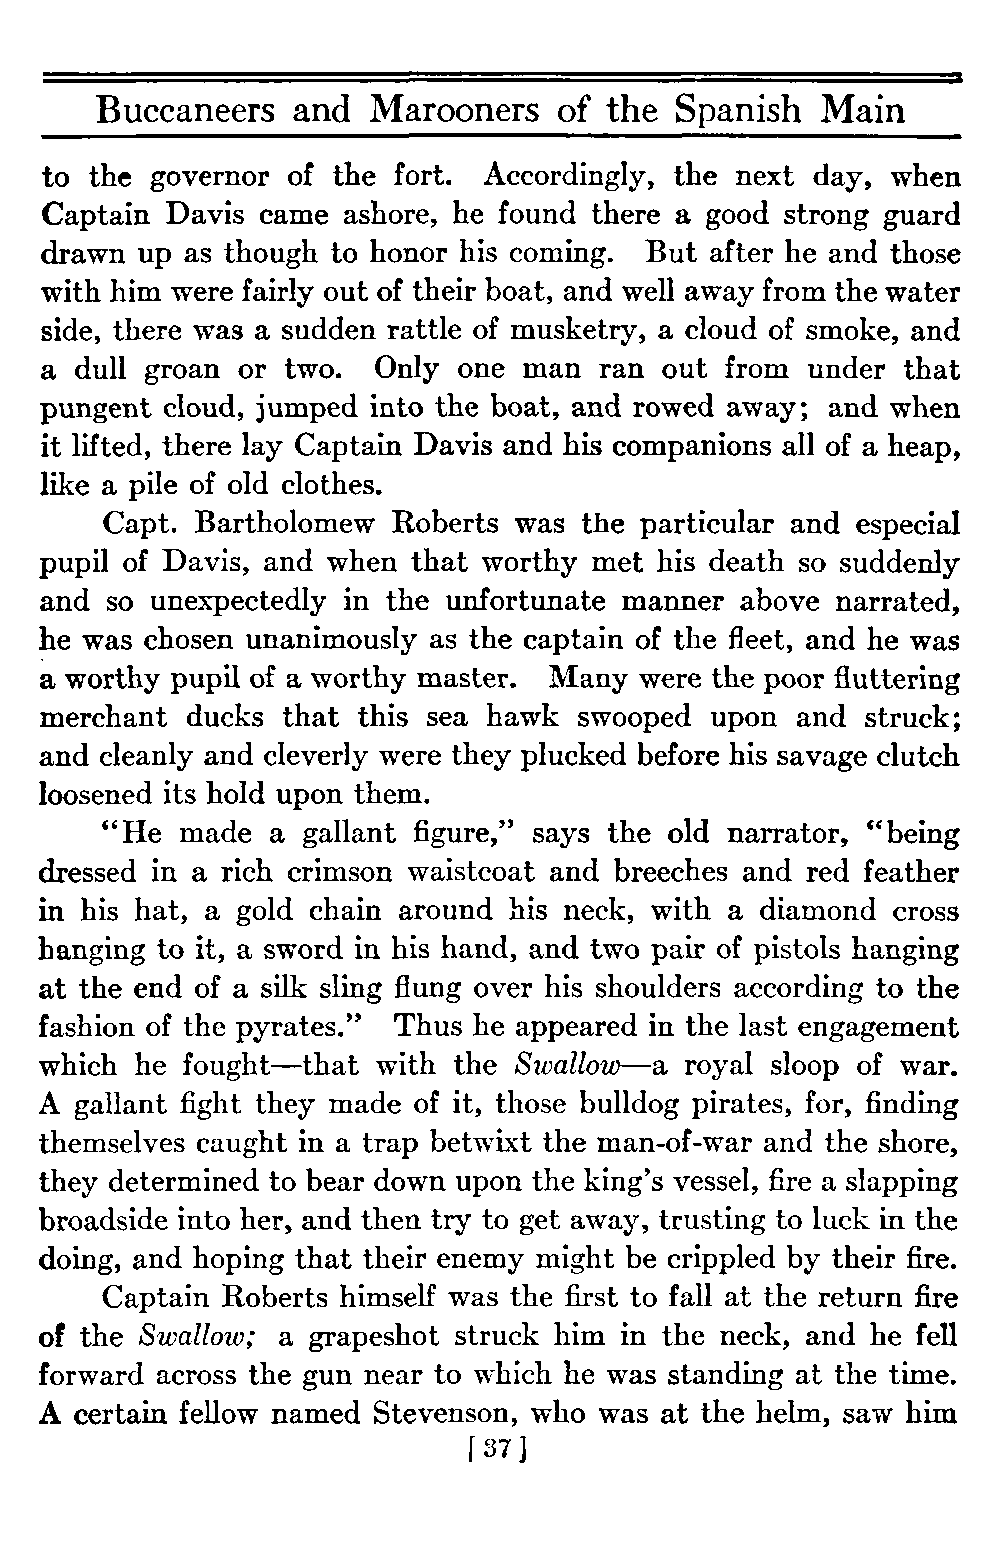 Buccaneers and Marooners of the Spanish Main
to the governor of the fort. Accordingly, the next day, when
Captain Davis came ashore, he found there a good strong guard
drawn up as though to honor his coming. But after he and those
with him were fairly out of their boat, and well away from the water
side, there was a sudden rattle of musketry, a cloud of smoke, and
a dull groan or two. Only one man ran out from under that
pungent cloud, jumped into the boat, and rowed away; and when
it lifted, there lay Captain Davis and his companions all of a heap,
like a pile of old clothes.
Capt. Bartholomew Roberts was the particular and especial
pupil of Davis, and when that worthy met his death so suddenly
and so unexpectedly in the unfortunate manner above narrated,
he was chosen unanimously as the captain of the fleet, and he was
a worthy pupil of a worthy master. Many were the poor fluttering
merchant ducks that this sea hawk swooped upon and struck;
and cleanly and cleverly were they plucked before his savage clutch
loosened its hold upon them.
“He made a gallant figure,” says the old narrator, “being
dressed in a rich crimson waistcoat and breeches and red feather
in his hat, a gold chain around his neck, with a diamond cross
hanging to it, a sword in his hand, and two pair of pistols hanging
at the end of a silk sling flung over his shoulders according to the
fashion of the pyrates.” Thus he appeared in the last engagement
which he fought—that with the Swallow—a royal sloop of war.
A gallant fight they made of it, those bulldog pirates, for, finding
themselves caught in a trap betwixt the man-of-war and the shore,
they determined to bear down upon the king’s vessel, fire a slapping
broadside into her, and then try to get away, trusting to luck in the
doing, and hoping that their enemy might be crippled by their fire.
Captain Roberts himself was the first to fall at the return fire
of the Swallow; a grapeshot struck him in the neck, and he fell
forward across the gun near to which he was standing at the time.
A certain fellow named Stevenson, who was at the helm, saw him
[ 37 ]